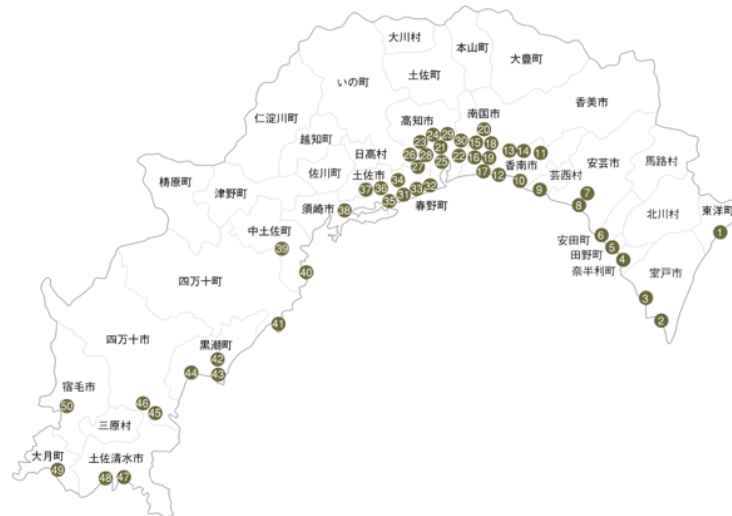 大川村
本山町
大豊町
いの町
土佐町
仁淀川町
高知市
南国市
香美市
20
24 29
越知町
23
21
30 15 18
日高村
26 28
25
22 16 19
13 14 11
佐川町
27
香南市
安芸市
馬路村
梼原町
土佐市
34
17 12
10
芸西村
津野町
37 36
31 33 32
9
7
35
春野町
8
北川村
東洋町
須崎市
38
1
中土佐町
安田町
6
39
田野町
5
奈半利町
4
40
室戸市
四万十町
3
2
41
四万十市
黒潮町
42
44
43
宿毛市
50
46
45
三原村
大月町
土佐清水市
49
48
47